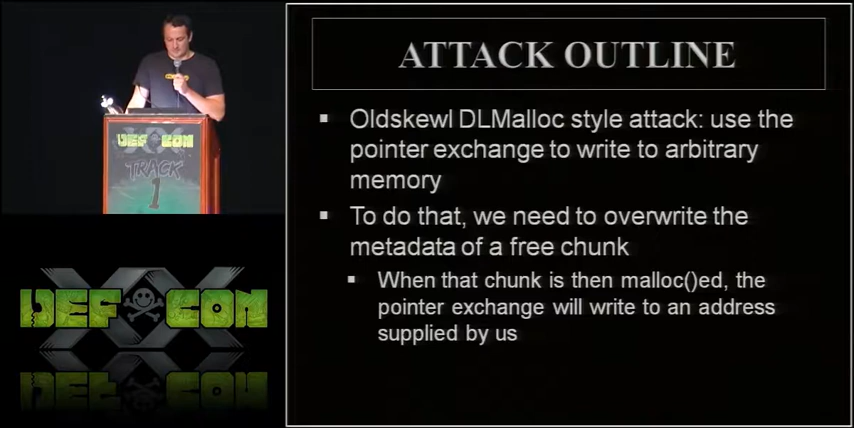 ATTACK OUTLINE
Oldskewl DLMalloc style attack: use the
pointer exchange to write to arbitrary
memory
To do that, we need to overwrite the
metadata of a free chunk
When that chunk is then malloc()ed, the
pointer exchange will write to an address
supplied by us
DEF CON
TRACK
1
XX
DEF CON